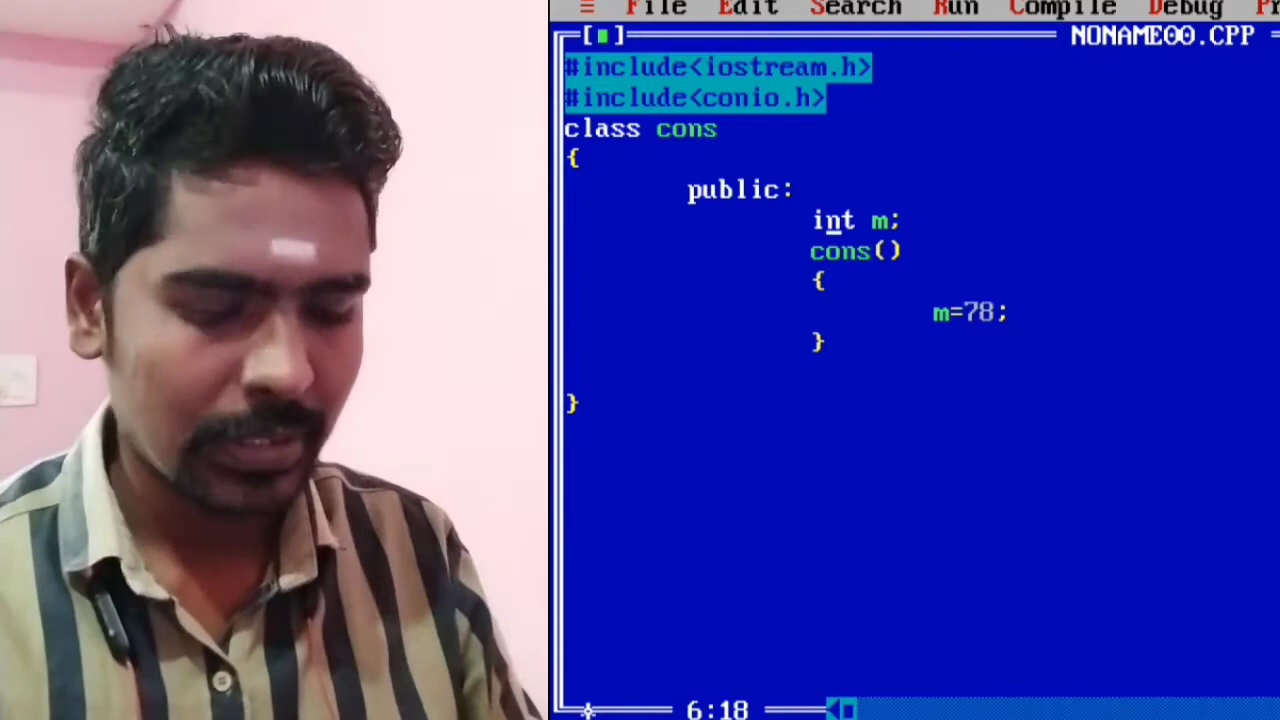 ≡ File Edit Search Run Compile Debug Pr
[■] NONAME00.CPP
#include<iostream.h>
#include<conio.h>
class cons
{
public:
int m;
cons()
{
m=78;
}
}
6:18